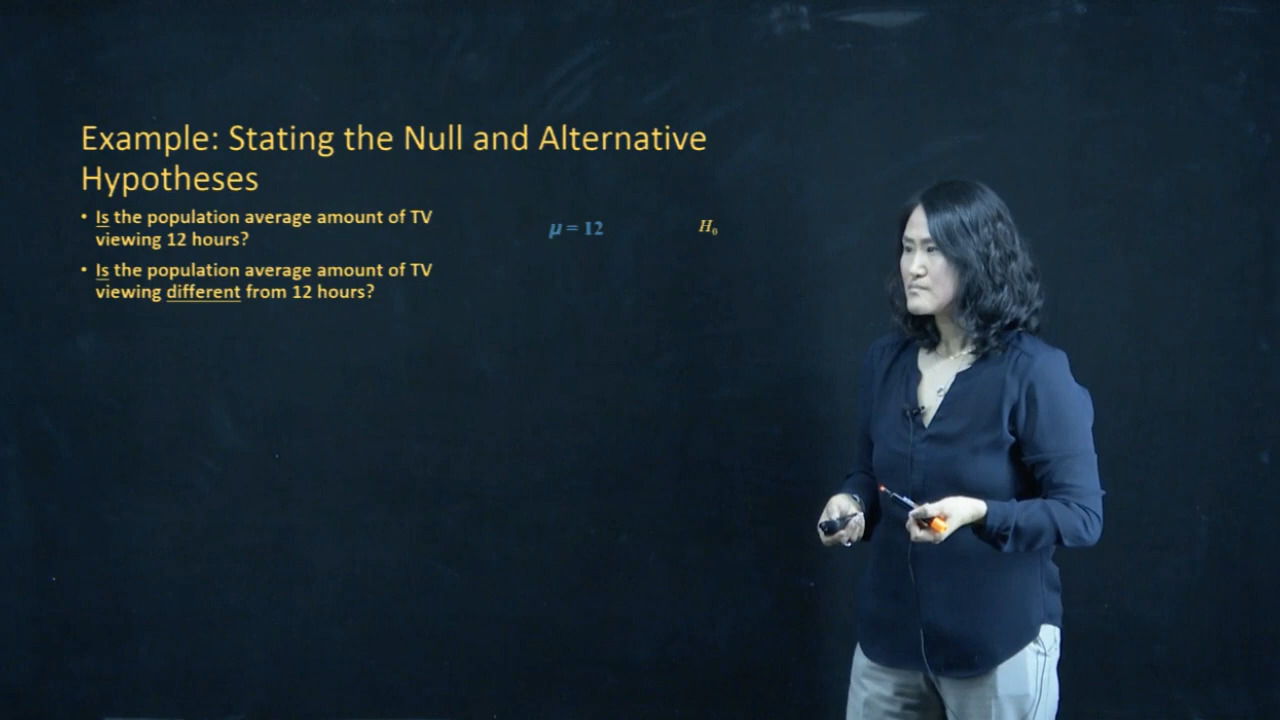 Example: Stating the Null and Alternative
Hypotheses
• Is the population average amount of TV
viewing 12 hours?
μ = 12
H₀
• Is the population average amount of TV
viewing different from 12 hours?